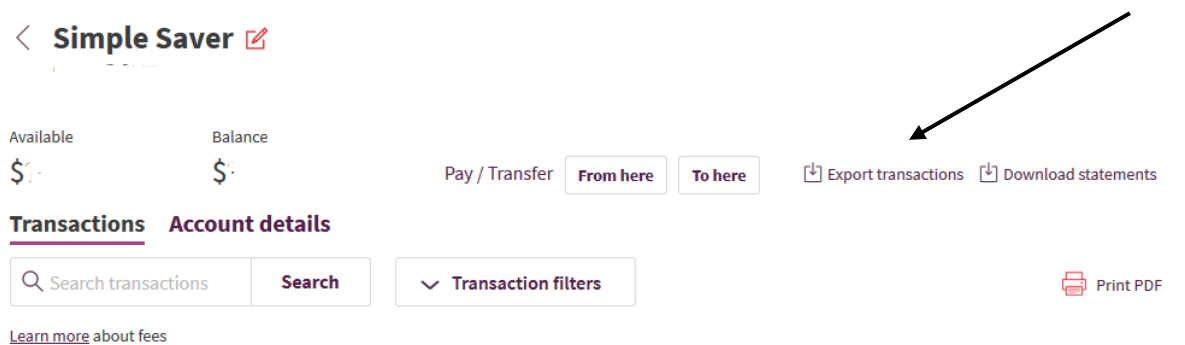 Simple Saver
Available
Balance
$
$
Pay / Transfer
From here
To here
Export transactions
Download statements
Transactions
Account details
Search transactions
Search
Transaction filters
Print PDF
Learn more about fees